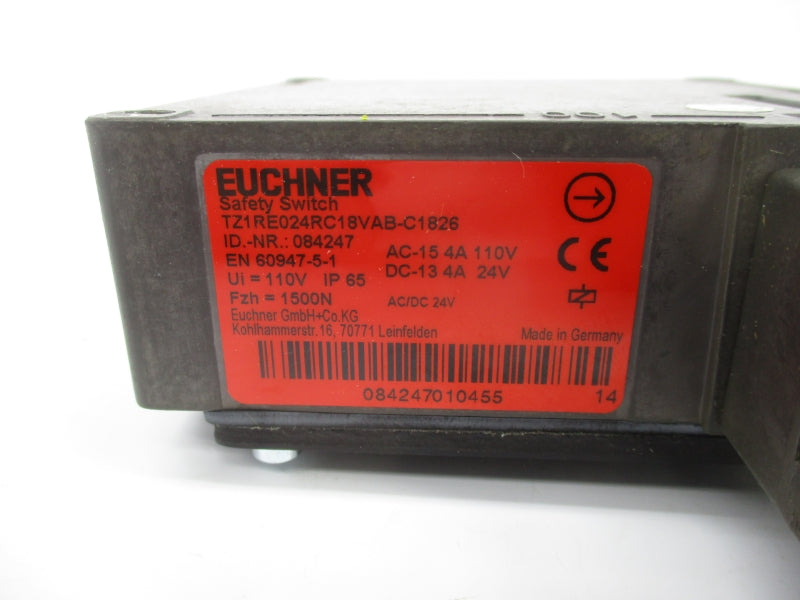 EUCHNER
Safety Switch
TZ1RE024RC18VAB-C1826
ID.-NR.: 084247
EN 60947-5-1
AC-15 4A 110V
DC-13 4A 24V
Ui = 110V IP 65
Fzh = 1500N
AC/DC 24V
CE
Euchner GmbH+Co.KG
Kohlhammerstr.16, 70771 Leinfelden
Made in Germany
084247010455
14